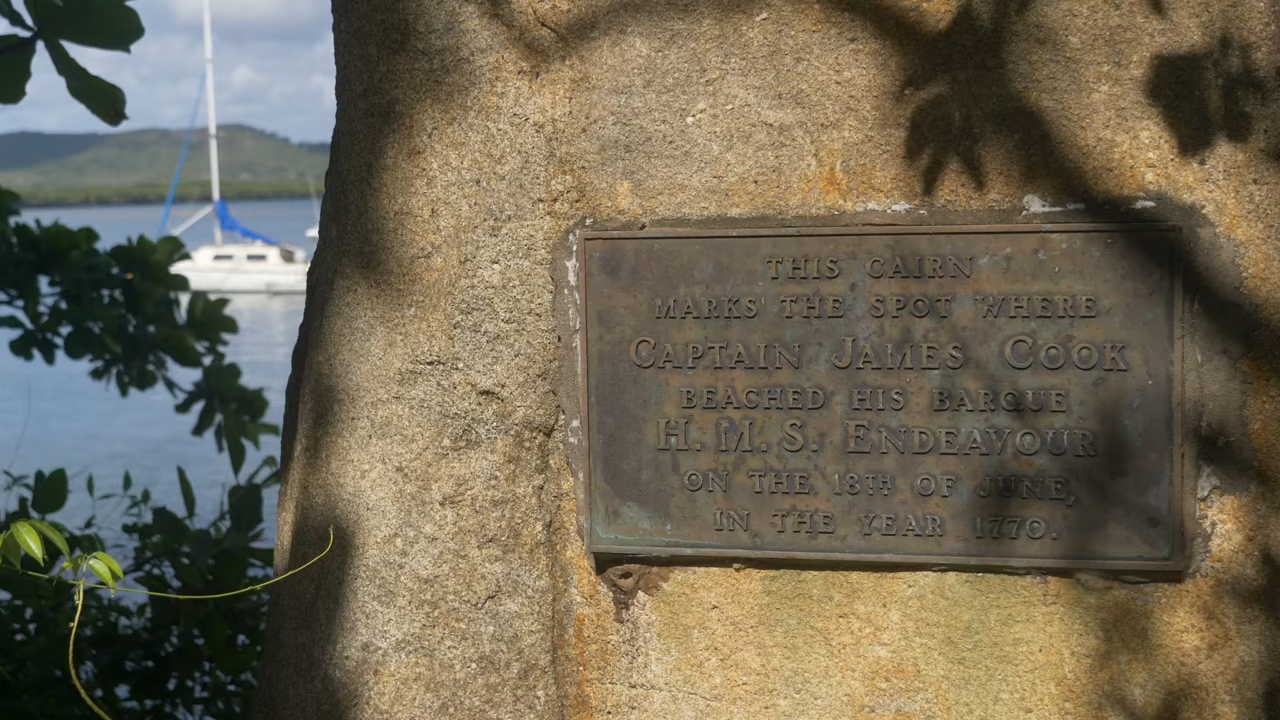 THIS CAIRN
MARKS THE SPOT WHERE
CAPTAIN JAMES COOK
BEACHED HIS BARQUE
H.M.S. ENDEAVOUR
ON THE 18TH OF JUNE,
IN THE YEAR 1770.